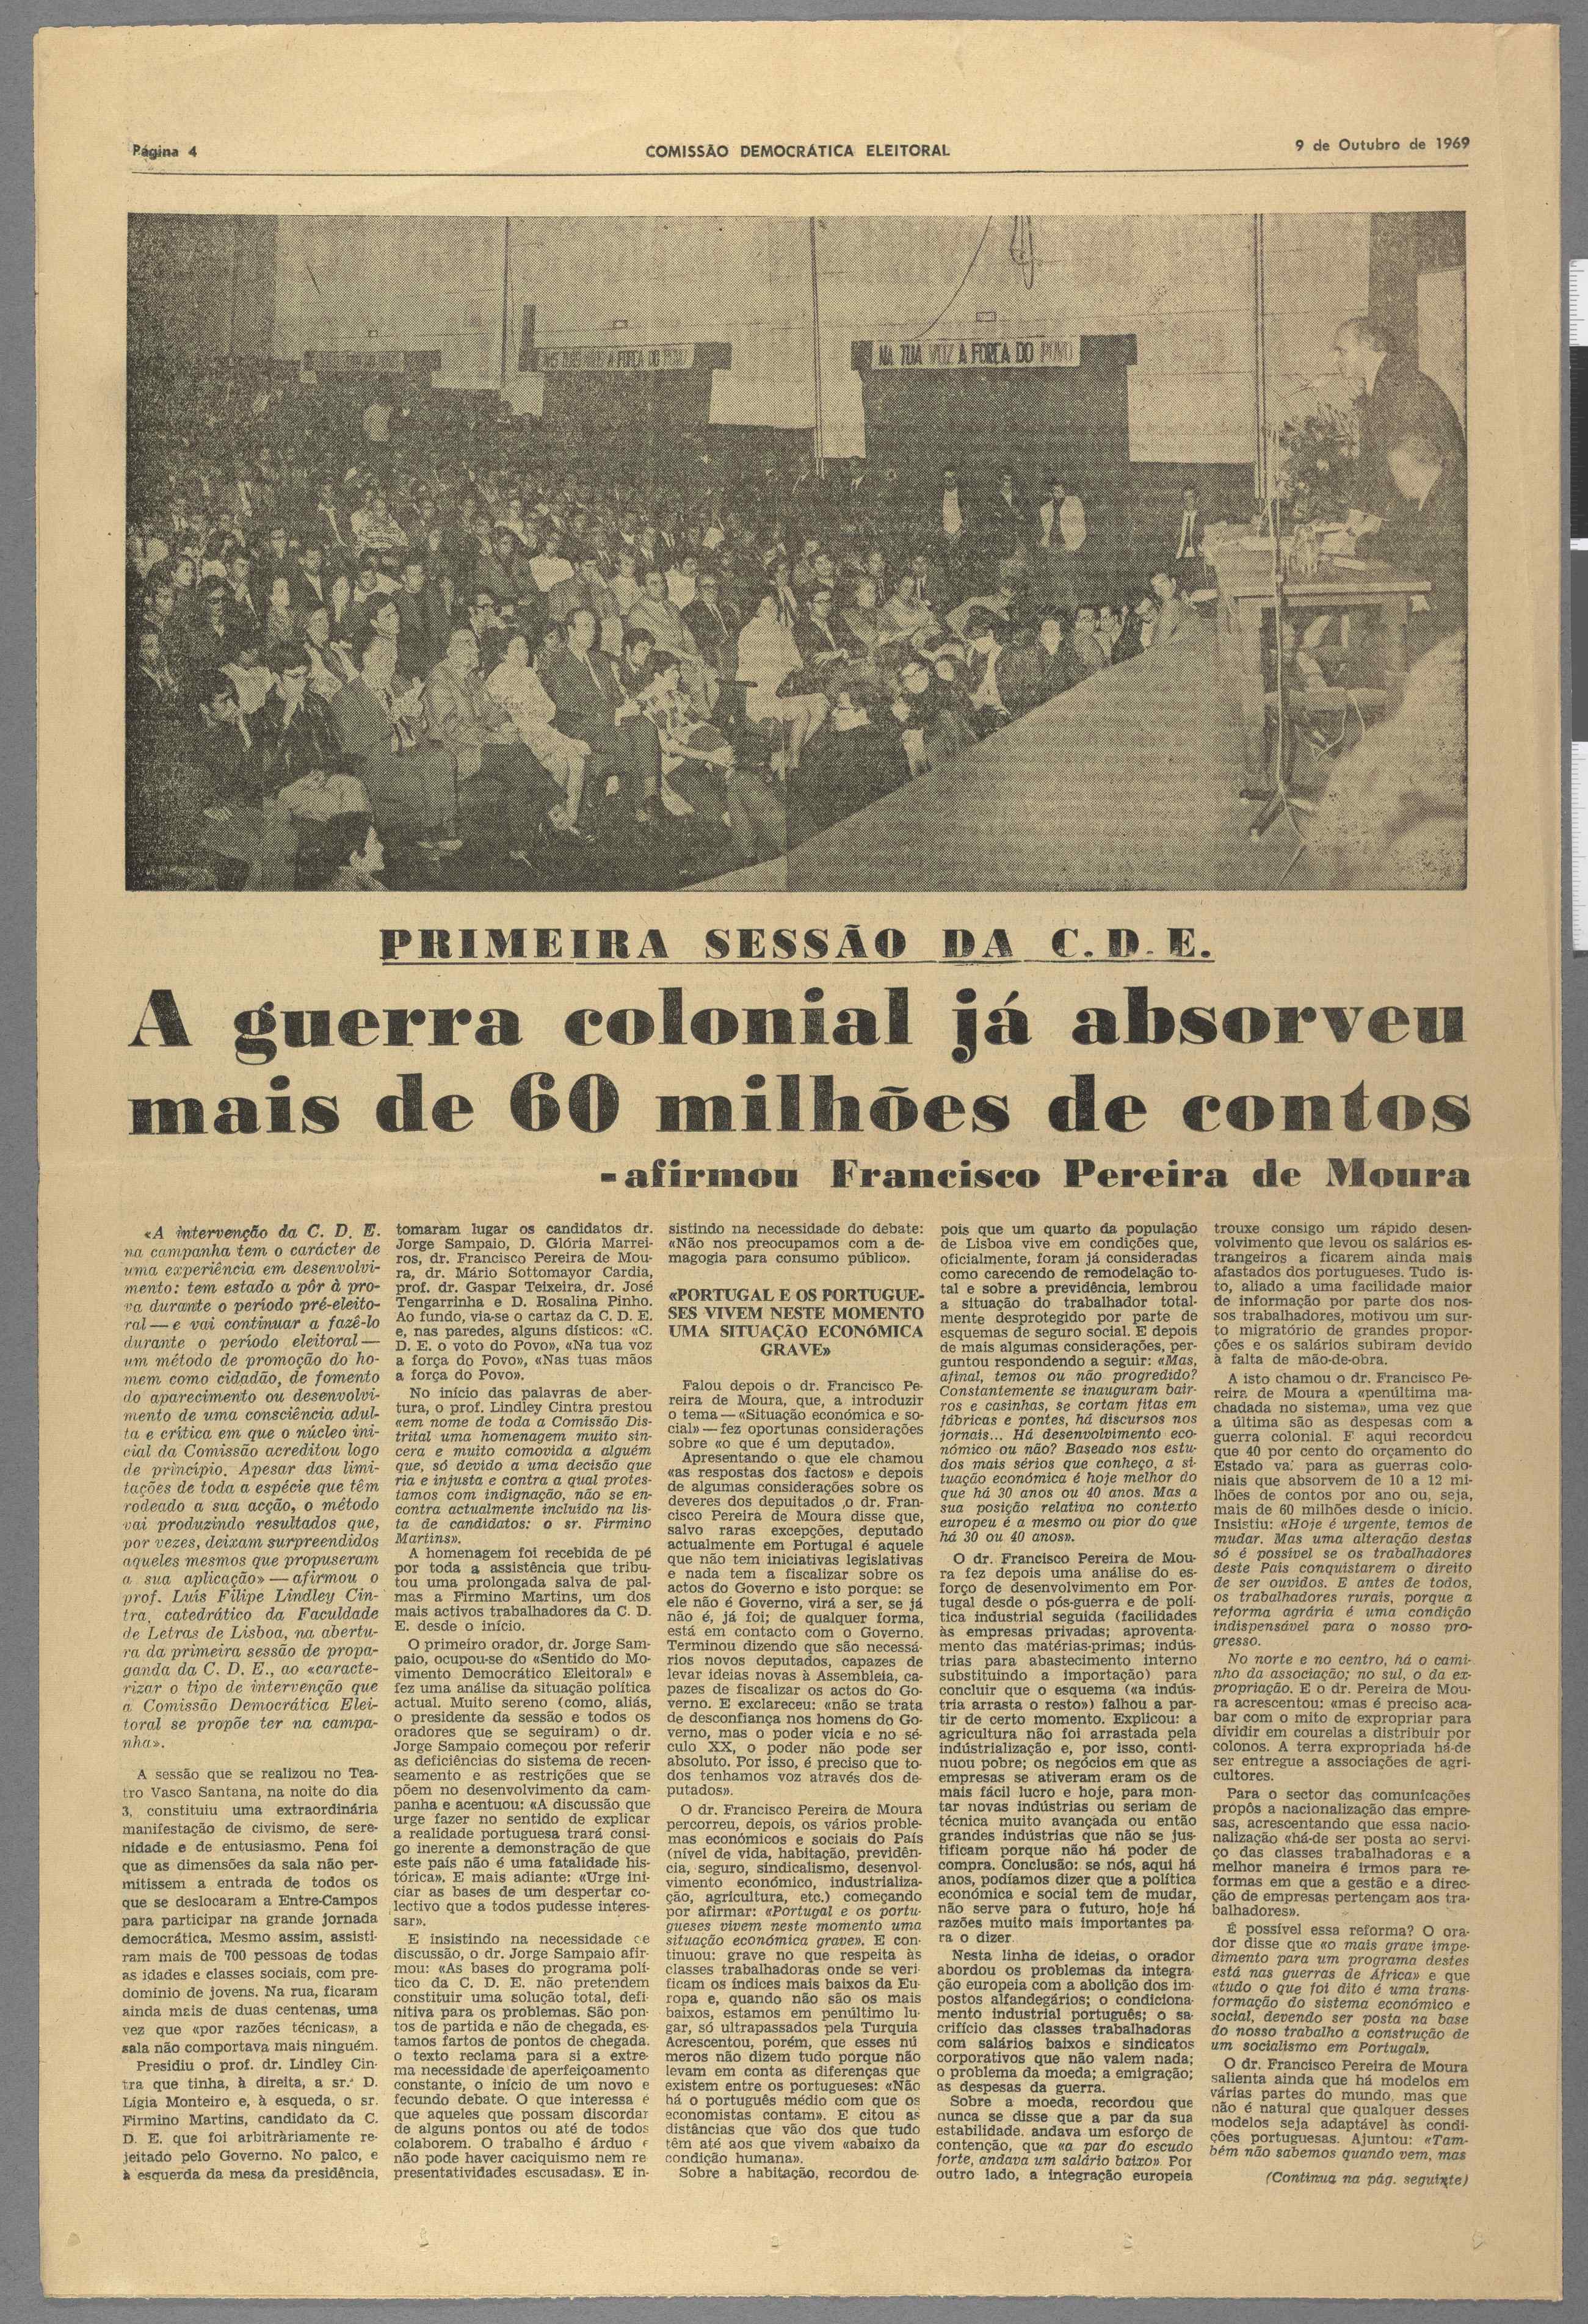 Página 4
COMISSÃO DEMOCRÁTICA ELEITORAL
9 de Outubro de 1969
NAS TUAS MÃOS A FORÇA DO POVO
NA TUA VOZ A FORÇA DO POVO
PRIMEIRA SESSÃO DA C. D. E.
A guerra colonial já absorveu
mais de 60 milhões de contos
-afirmou Francisco Pereira de Moura
«A intervenção da C. D. E.
na campanha tem o carácter de
uma experiência em desenvolvi-
mento: tem estado a pôr à pro-
va durante o período pré-eleito-
ral — e vai continuar a fazê-lo
durante o período eleitoral —
um método de promoção do ho-
mem como cidadão, de fomento
do aparecimento ou desenvolvi-
mento de uma consciência adul-
ta e crítica em que o núcleo ini-
cial da Comissão acreditou logo
de princípio. Apesar das limi-
tações de toda a espécie que têm
rodeado a sua acção, o método
vai produzindo resultados que,
por vezes, deixam surpreendidos
aqueles mesmos que propuseram
a sua aplicação» — afirmou o
prof. Luís Filipe Lindley Cin-
tra, catedrático da Faculdade
de Letras de Lisboa, na abertu-
ra da primeira sessão de propa-
ganda da C. D. E., ao «caracte-
rizar o tipo de intervenção que
a Comissão Democrática Elei-
toral se propõe ter na campa-
nha».
A sessão que se realizou no Tea-
tro Vasco Santana, na noite do dia
3, constituiu uma extraordinária
manifestação de civismo, de sere-
nidade e de entusiasmo. Pena foi
que as dimensões da sala não per-
mitissem a entrada de todos os
que se deslocaram a Entre-Campos
para participar na grande jornada
democrática. Mesmo assim, assisti-
ram mais de 700 pessoas de todas
as idades e classes sociais, com pre-
domínio de jovens. Na rua, ficaram
ainda mais de duas centenas, uma
vez que «por razões técnicas», a
sala não comportava mais ninguém.
Presidiu o prof. dr. Lindley Cin-
tra que tinha, à direita, a sr.ª D.
Lígia Monteiro e, à esqueda, o sr.
Firmino Martins, candidato da C.
D. E. que foi arbitràriamente re-
jeitado pelo Governo. No palco, e
à esquerda da mesa da presidência,
tomaram lugar os candidatos dr.
Jorge Sampaio, D. Glória Marrei-
ros, dr. Francisco Pereira de Mou-
ra, dr. Mário Sottomayor Cardia,
prof. dr. Gaspar Teixeira, dr. José
Tengarrinha e D. Rosalina Pinho.
Ao fundo, via-se o cartaz da C. D. E.
e, nas paredes, alguns dísticos: «C.
D. E. o voto do Povo», «Na tua voz
a força do Povo», «Nas tuas mãos
a força do Povo».
No início das palavras de aber-
tura, o prof. Lindley Cintra prestou
«em nome de toda a Comissão Dis-
trital uma homenagem muito sin-
cera e muito comovida a alguém
que, só devido a uma decisão que
ria e injusta e contra a qual protes-
tamos com indignação, não se en-
contra actualmente incluído na lis-
ta de candidatos: o sr. Firmino
Martins».
A homenagem foi recebida de pé
por toda a assistência que tribu-
tou uma prolongada salva de pal-
mas a Firmino Martins, um dos
mais activos trabalhadores da C. D.
E. desde o início.
O primeiro orador, dr. Jorge Sam-
paio, ocupou-se do «Sentido do Mo-
vimento Democrático Eleitoral» e
fez uma análise da situação política
actual. Muito sereno (como, aliás,
o presidente da sessão e todos os
oradores que se seguiram) o dr.
Jorge Sampaio começou por referir
as deficiências do sistema de recen-
seamento e as restrições que se
põem no desenvolvimento da cam-
panha e acentuou: «A discussão que
urge fazer no sentido de explicar
a realidade portuguesa trará consi-
go inerente a demonstração de que
este país não é uma fatalidade his-
tórica». E mais adiante: «Urge ini-
ciar as bases de um despertar co-
lectivo que a todos pudesse interes-
sar».
E insistindo na necessidade ce
discussão, o dr. Jorge Sampaio afir-
mou: «As bases do programa polí-
tico da C. D. E. não pretendem
constituir uma solução total, defi-
nitiva para os problemas. São pon-
tos de partida e não de chegada, es-
tamos fartos de pontos de chegada.
o texto reclama para si a extre-
ma necessidade de aperfeiçoamento
constante, o início de um novo e
fecundo debate. O que interessa é
que aqueles que possam discordar
de alguns pontos ou até de todos
colaborem. O trabalho é árduo e
não pode haver caciquismo nem re
presentatividades escusadas». E in-
sistindo na necessidade do debate:
«Não nos preocupamos com a de-
magogia para consumo público».
«PORTUGAL E OS PORTUGUE-
SES VIVEM NESTE MOMENTO
UMA SITUAÇÃO ECONÓMICA
GRAVE»
Falou depois o dr. Francisco Pe-
reira de Moura, que, a introduzir
o tema — «Situação económica e so-
cial» — fez oportunas considerações
sobre «o que é um deputado».
Apresentando o que ele chamou
«as respostas dos factos» e depois
de algumas considerações sobre os
deveres dos depuitados ,o dr. Fran-
cisco Pereira de Moura disse que,
salvo raras excepções, deputado
actualmente em Portugal é aquele
que não tem iniciativas legislativas
e nada tem a fiscalizar sobre os
actos do Governo e isto porque: se
ele não é Governo, virá a ser, se já
não é, já foi; de qualquer forma,
está em contacto com o Governo.
Terminou dizendo que são necessá-
rios novos deputados, capazes de
levar ideias novas à Assembleia, ca-
pazes de fiscalizar os actos do Go-
verno. E exclareceu: «não se trata
de desconfiança nos homens do Go-
verno, mas o poder vicia e no sé-
culo XX, o poder não pode ser
absoluto. Por isso, é preciso que to-
dos tenhamos voz através dos de-
putados».
O dr. Francisco Pereira de Moura
percorreu, depois, os vários proble-
mas económicos e sociais do País
(nível de vida, habitação, previdên-
cia, seguro, sindicalismo, desenvol-
vimento económico, industrializa-
ção, agricultura, etc.) começando
por afirmar: «Portugal e os portu-
gueses vivem neste momento uma
situação económica grave». E con-
tinuou: grave no que respeita às
classes trabalhadoras onde se veri-
ficam os índices mais baixos da Eu-
ropa e, quando não são os mais
baixos, estamos em penúltimo lu-
gar, só ultrapassados pela Turquia
Acrescentou, porém, que esses nú
meros não dizem tudo porque não
levam em conta as diferenças que
existem entre os portugueses: «Não
há o português médio com que os
economistas contam». E citou as
distâncias que vão dos que tudo
têm até aos que vivem «abaixo da
condição humana».
Sobre a habitação, recordou de-
pois que um quarto da população
de Lisboa vive em condições que,
oficialmente, foram já consideradas
como carecendo de remodelação to-
tal e sobre a previdência, lembrou
a situação do trabalhador total-
mente desprotegido por parte de
esquemas de seguro social. E depois
de mais algumas considerações, per-
guntou respondendo a seguir: «Mas,
afinal, temos ou não progredido?
Constantemente se inauguram bair-
ros e casinhas, se cortam fitas em
fábricas e pontes, há discursos nos
jornais... Há desenvolvimento eco-
nómico ou não? Baseado nos estu-
dos mais sérios que conheço, a si-
tuação económica é hoje melhor do
que há 30 anos ou 40 anos. Mas a
sua posição relativa no contexto
europeu é a mesmo ou pior do que
há 30 ou 40 anos».
O dr. Francisco Pereira de Mou-
ra fez depois uma análise do es-
forço de desenvolvimento em Por-
tugal desde o pós-guerra e de polí-
tica industrial seguida (facilidades
às empresas privadas; aproventa-
mento das matérias-primas; indús-
trias para abastecimento interno
substituindo a importação) para
concluir que o esquema («a indús-
tria arrasta o resto») falhou a par-
tir de certo momento. Explicou: a
agricultura não foi arrastada pela
indústrialização e, por isso, conti-
nuou pobre; os negócios em que as
empresas se ativeram eram os de
mais fácil lucro e hoje, para mon-
tar novas indústrias ou seriam de
técnica muito avançada ou então
grandes indústrias que não se jus-
tificam porque não há poder de
compra. Conclusão: se nós, aqui há
anos, podíamos dizer que a política
económica e social tem de mudar,
não serve para o futuro, hoje há
razões muito mais importantes pa-
ra o dizer
Nesta linha de ideias, o orador
abordou os problemas da integra-
ção europeia com a abolição dos im-
postos alfandegários; o condiciona-
mento industrial português; o sa-
crifício das classes trabalhadoras
com salários baixos e sindicatos
corporativos que não valem nada;
o problema da moeda; a emigração;
as despesas da guerra.
Sobre a moeda, recordou que
nunca se disse que a par da sua
estabilidade. andava um esforço de
contenção, que «a par do escudo
forte, andava um salário baixo» Por
outro lado, a integração europeia
trouxe consigo um rápido desen-
volvimento que levou os salários es-
trangeiros a ficarem ainda mais
afastados dos portugueses. Tudo is-
to, aliado a uma facilidade maior
de informação por parte dos nos-
sos trabalhadores, motivou um sur-
to migratório de grandes propor-
ções e os salários subiram devido
à falta de mão-de-obra.
A isto chamou o dr. Francisco Pe-
reira de Moura a «penúltima ma-
chadada no sistema», uma vez que
a última são as despesas com a
guerra colonial. E aqui recordou
que 40 por cento do orçamento do
Estado vai para as guerras colo-
niais que absorvem de 10 a 12 mi-
lhões de contos por ano ou, seja,
mais de 60 milhões desde o início.
Insistiu: «Hoje é urgente, temos de
mudar. Mas uma alteração destas
só é possível se os trabalhadores
deste País conquistarem o direito
de ser ouvidos. E antes de todos,
os trabalhadores rurais, porque a
reforma agrária é uma condição
indispensável para o nosso pro-
gresso.
No norte e no centro, há o cami-
nho da associação; no sul, o da ex-
propriação. E o dr. Pereira de Mou-
ra acrescentou: «mas é preciso aca-
bar com o mito de expropriar para
dividir em courelas a distribuir por
colonos. A terra expropriada há-de
ser entregue a associações de agri-
cultores.
Para o sector das comunicações
propôs a nacionalização das empre-
sas, acrescentando que essa nacio-
nalização «há-de ser posta ao servi-
ço das classes trabalhadoras e a
melhor maneira é irmos para re-
formas em que a gestão e a direc-
ção de empresas pertençam aos tra-
balhadores».
É possível essa reforma? O ora-
dor disse que «o mais grave impe-
dimento para um programa destes
está nas guerras de África» e que
«tudo o que foi dito é uma trans-
formação do sistema económico e
social, devendo ser posta na base
do nosso trabalho a construção de
um socialismo em Portugal».
O dr. Francisco Pereira de Moura
salienta ainda que há modelos em
várias partes do mundo, mas que
não é natural que qualquer desses
modelos seja adaptável às condi-
ções portuguesas. Ajuntou: «Tam-
bém não sabemos quando vem, mas
(Continua na pág. seguinte)